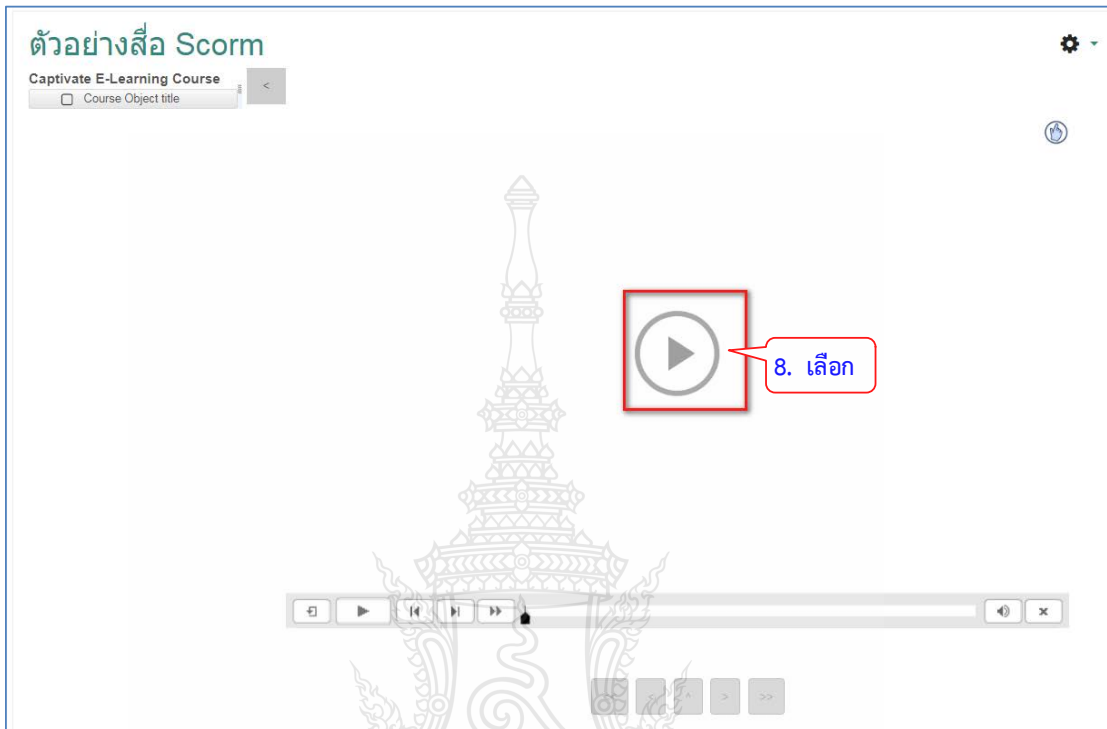 ตัวอย่างสื่อ Scorm
Captivate E-Learning Course
<
Course Object title
8. เลือก
< ^ > >>